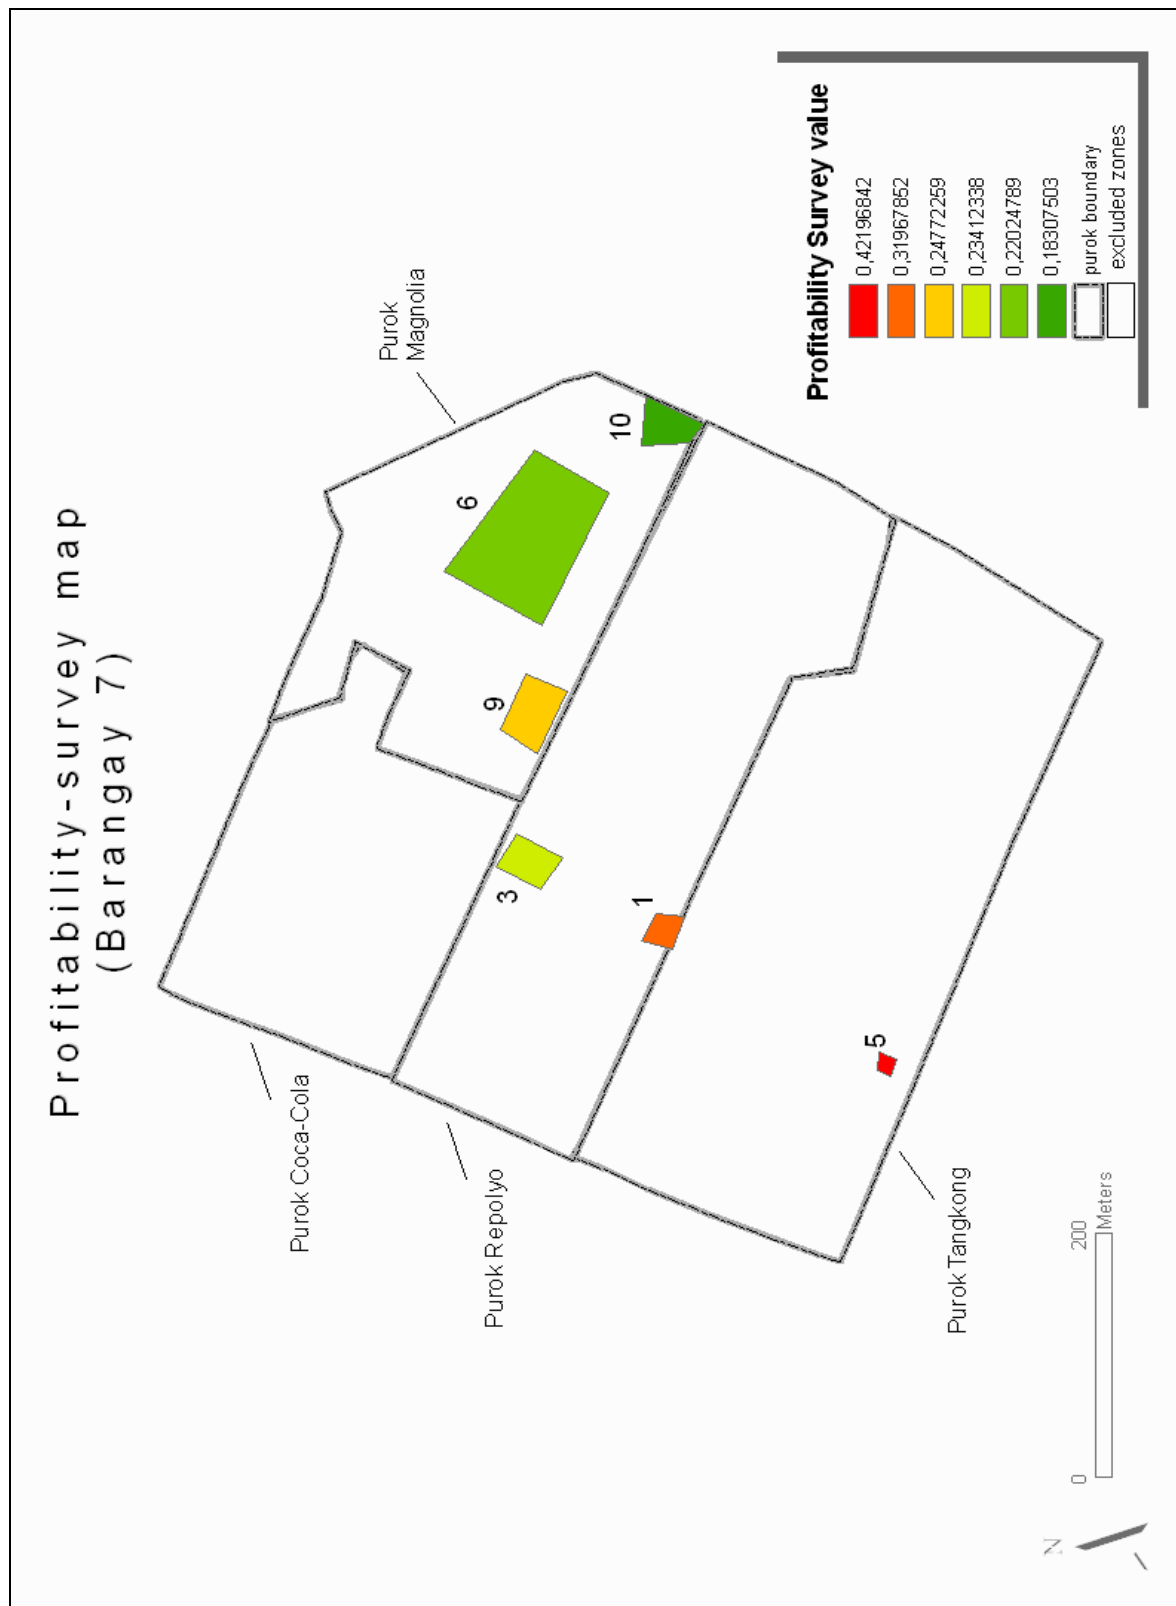 Profitability-survey map
(Barangay 7)
Purok Coca-Cola
Purok Repolyo
Purok Tangkong
Purok
Magnolia
3
9
6
10
1
5
Profitability Survey value
0,42196842
0,31967852
0,24772259
0,23412338
0,22024789
0,18307503
purok boundary
excluded zones
N
0
200
Meters